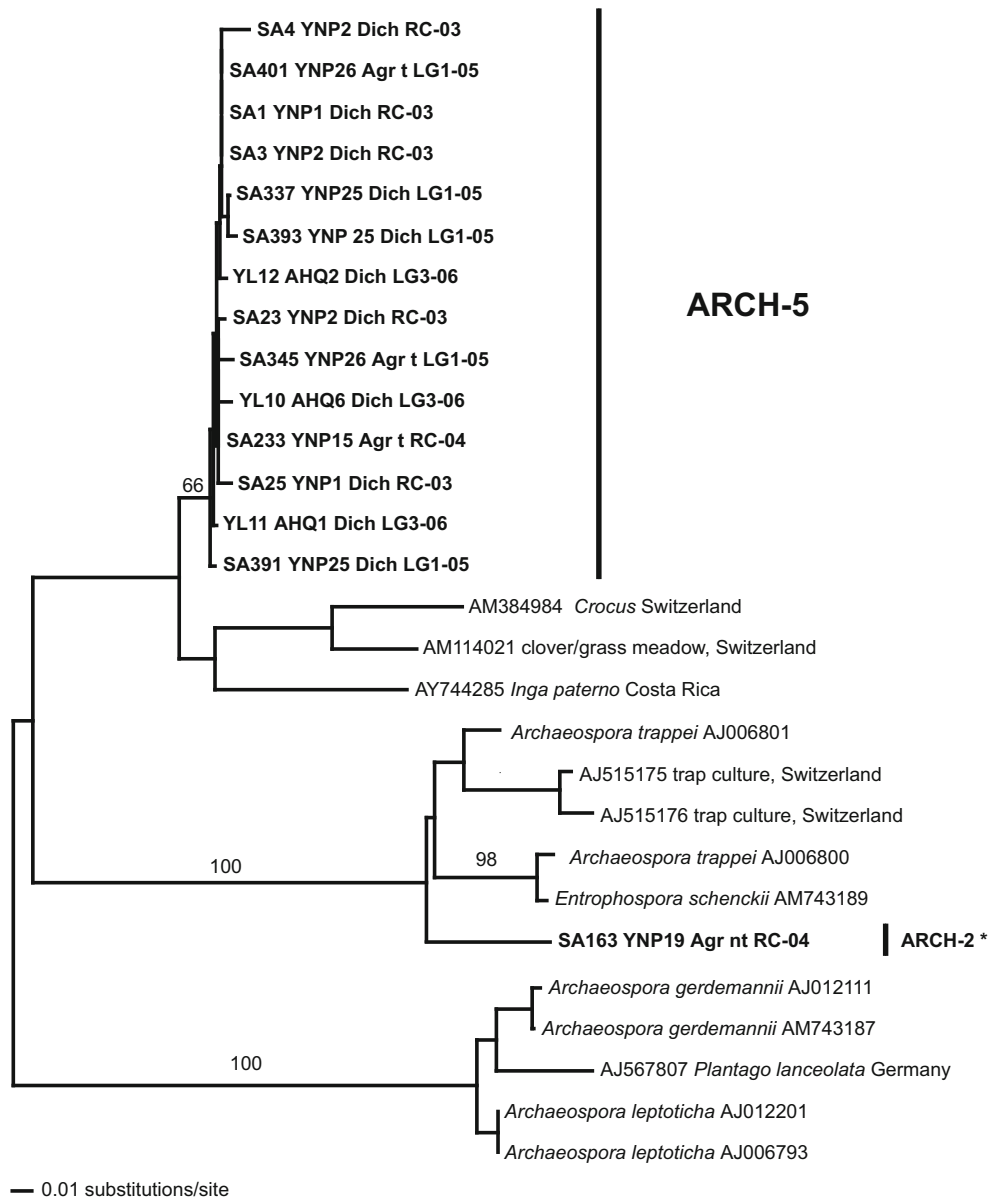 SA4 YNP2 Dich RC-03
SA401 YNP26 Agr t LG1-05
SA1 YNP1 Dich RC-03
SA3 YNP2 Dich RC-03
SA337 YNP25 Dich LG1-05
SA393 YNP 25 Dich LG1-05
YL12 AHQ2 Dich LG3-06
ARCH-5
SA23 YNP2 Dich RC-03
SA345 YNP26 Agr t LG1-05
YL10 AHQ6 Dich LG3-06
SA233 YNP15 Agr t RC-04
SA25 YNP1 Dich RC-03
66
YL11 AHQ1 Dich LG3-06
SA391 YNP25 Dich LG1-05
AM384984 Crocus Switzerland
AM114021 clover/grass meadow, Switzerland
AY744285 Inga paterno Costa Rica
Archaeospora trappei AJ006801
AJ515175 trap culture, Switzerland
AJ515176 trap culture, Switzerland
98
Archaeospora trappei AJ006800
100
Entrophospora schenckii AM743189
SA163 YNP19 Agr nt RC-04
ARCH-2 *
Archaeospora gerdemannii AJ012111
Archaeospora gerdemannii AM743187
100
AJ567807 Plantago lanceolata Germany
Archaeospora leptoticha AJ012201
Archaeospora leptoticha AJ006793
0.01 substitutions/site